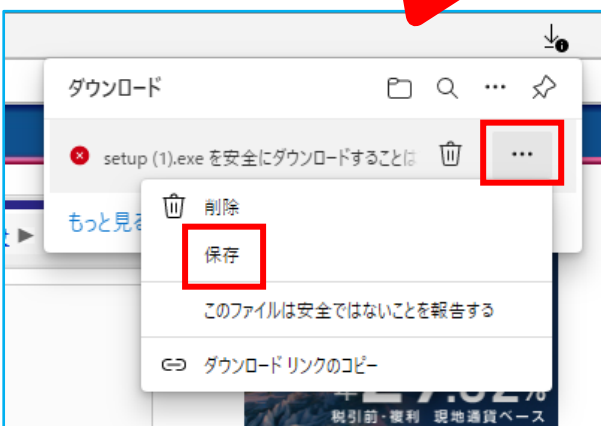 ダウンロード
setup (1).exe を安全にダウンロードすることは
もっと見る
削除
保存
このファイルは安全ではないことを報告する
ダウンロード リンクのコピー
税引前・複利 現地通貨ベース